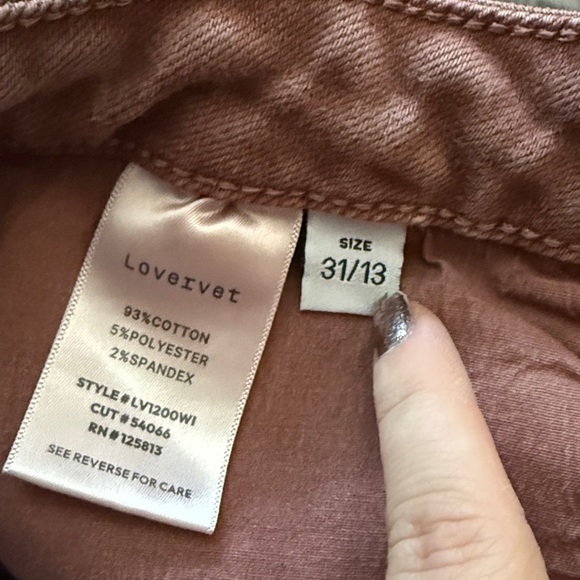 Lovervet
93%COTTON
5%POLYESTER
2%SPANDEX
STYLE#LV1200WI
CUT#54066
RN#125813
SEE REVERSE FOR CARE
SIZE
31/13